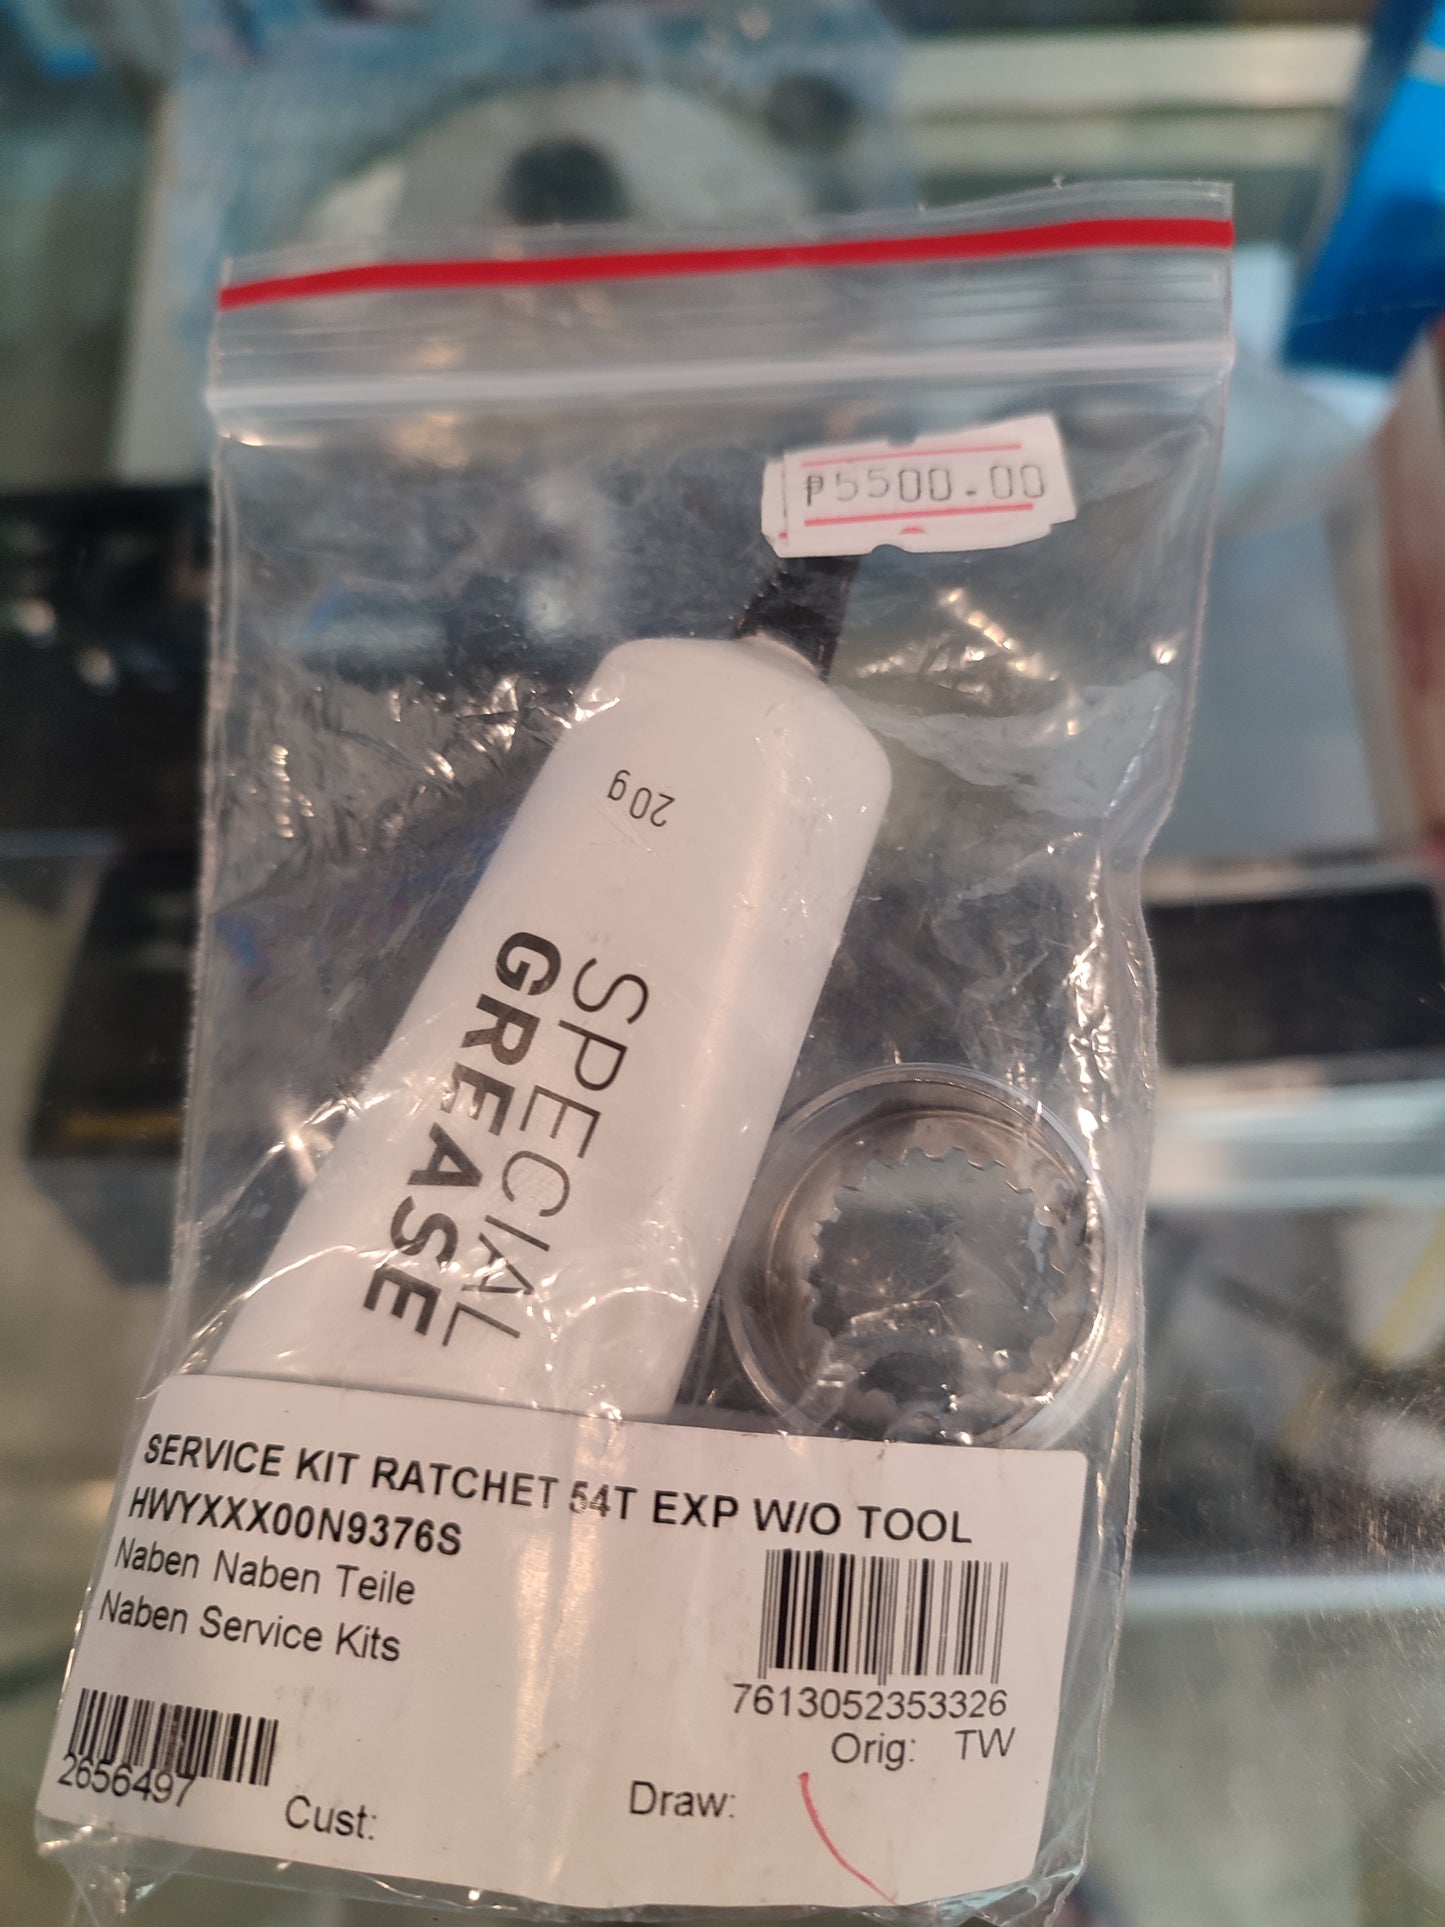 ₱5500.00
20g
SPECIAL
GREASE
SERVICE KIT RATCHET 54T EXP W/O TOOL
HWYXXX00N9376S
Naben Naben Teile
Naben Service Kits
7613052353326
Orig: TW
2656497
Cust:
Draw: